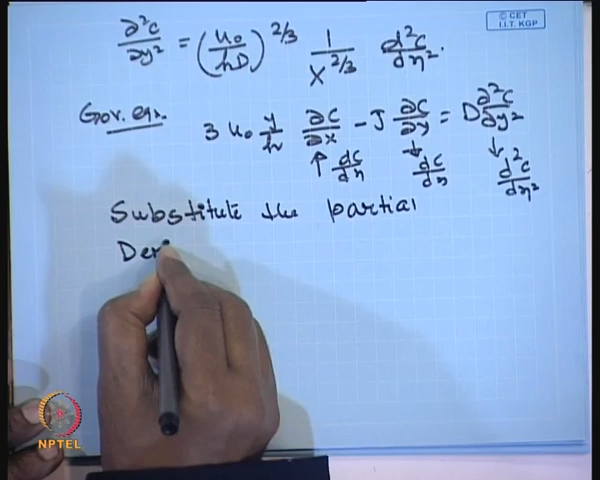 © CET
I.I.T. KGP
∂²c/∂y² = (u₀/hD)^2/3 1/x^2/3 d²c/dη².
Gov. eqn.
3 u₀ y/h ∂c/∂x - J ∂c/∂y = D ∂²c/∂y²
↑ dc/dη ↓ dc/dη ↓ d²c/dη²
Substitute the partial
Deri
NPTEL